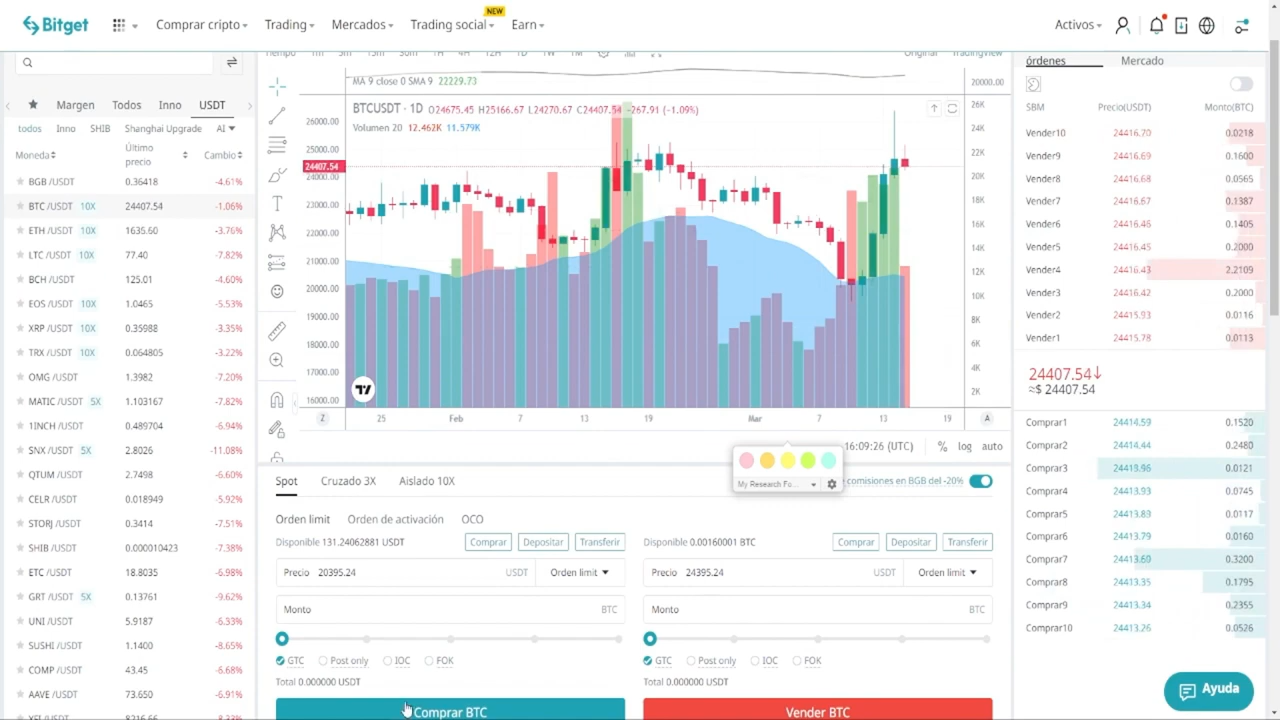 Bitget
Comprar cripto
Trading
Mercados
Trading social
NEW
Earn
Activos
Margen
Todos
Inno
USDT
todos
Inno
SHIB
Shanghai Upgrade
AI
Moneda
Último precio
Cambio
BGB /USDT 0.36418 -4.61%
BTC /USDT 10X 24407.54 -1.06%
ETH /USDT 10X 1635.60 -3.76%
LTC /USDT 10X 77.40 -7.82%
BCH /USDT 125.01 -4.60%
EOS /USDT 10X 1.0465 -5.53%
XRP /USDT 10X 0.35988 -3.35%
TRX /USDT 10X 0.064805 -3.22%
OMG /USDT 1.3982 -7.20%
MATIC /USDT 5X 1.103167 -7.82%
1INCH /USDT 0.489704 -6.94%
SNX /USDT 5X 2.8026 -11.08%
QTUM /USDT 2.7498 -6.60%
CELR /USDT 0.018949 -5.92%
STORJ /USDT 0.3414 -7.51%
SHIB /USDT 0.000010423 -7.38%
ETC /USDT 18.8035 -6.98%
GRT /USDT 5X 0.13761 -9.62%
UNI /USDT 5.9187 -6.33%
SUSHI /USDT 1.1400 -8.65%
COMP /USDT 43.45 -6.68%
AAVE /USDT 73.650 -6.91%
Tiempo 1m 5m 15m 30m 1H 4H 12H 1D 1W 1M
Original TradingView
MA 9 close 0 SMA 9 22229.73
20000.00
BTCUSDT · 1D O24675.45 H25166.67 L24270.67 C24407.54 -267.91 (-1.09%)
Volumen 20 12.462K 11.579K
26000.00
24407.54
24000.00
23000.00
22000.00
21000.00
20000.00
19000.00
18000.00
17000.00
16000.00
26K
24K
22K
20K
18K
16K
14K
12K
10K
8K
6K
4K
2K
Z 25 Feb 7 13 19 Mar 7 13 19 A
16:09:26 (UTC) % log auto
My Research Fo...
Spot
Cruzado 3X
Aislado 10X
comisiones en BGB del -20%
Orden limit
Orden de activación
OCO
Disponible 131.24062881 USDT
Comprar
Depositar
Transferir
Precio 20395.24 USDT
Orden limit
Monto BTC
GTC Post only IOC FOK
Total 0.000000 USDT
Comprar BTC
Disponible 0.00160001 BTC
Comprar
Depositar
Transferir
Precio 24395.24 USDT
Orden limit
Monto BTC
GTC Post only IOC FOK
Total 0.000000 USDT
Vender BTC
órdenes
Mercado
SBM Precio(USDT) Monto(BTC)
Vender10 24416.70 0.0218
Vender9 24416.69 0.1600
Vender8 24416.68 0.0565
Vender7 24416.67 0.1387
Vender6 24416.46 0.1405
Vender5 24416.45 0.2000
Vender4 24416.43 2.2109
Vender3 24416.42 0.2000
Vender2 24415.93 0.0116
Vender1 24415.78 0.0113
24407.54↓
≈$ 24407.54
Comprar1 24414.59 0.1520
Comprar2 24414.44 0.2480
Comprar3 24413.96 0.0121
Comprar4 24413.93 0.0745
Comprar5 24413.89 0.0117
Comprar6 24413.79 0.0160
Comprar7 24413.69 0.3200
Comprar8 24413.35 0.1795
Comprar9 24413.34 0.2355
Comprar10 24413.26 0.0526
Ayuda